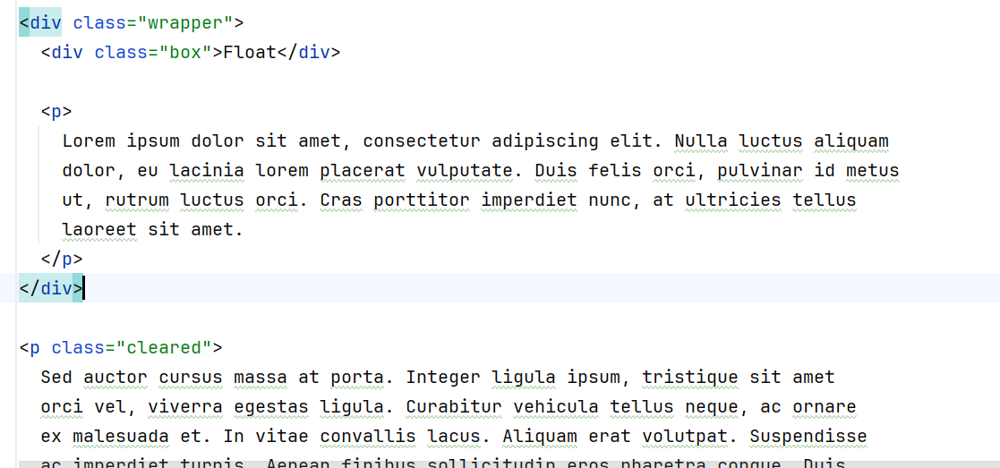 <div class="wrapper">
<div class="box">Float</div>
<p>
Lorem ipsum dolor sit amet, consectetur adipiscing elit. Nulla luctus aliquam
dolor, eu lacinia lorem placerat vulputate. Duis felis orci, pulvinar id metus
ut, rutrum luctus orci. Cras porttitor imperdiet nunc, at ultricies tellus
laoreet sit amet.
</p>
</div>
<p class="cleared">
Sed auctor cursus massa at porta. Integer ligula ipsum, tristique sit amet
orci vel, viverra egestas ligula. Curabitur vehicula tellus neque, ac ornare
ex malesuada et. In vitae convallis lacus. Aliquam erat volutpat. Suspendisse
ac imperdiet turpis. Aenean finibus sollicitudin eros pharetra congue. Duis